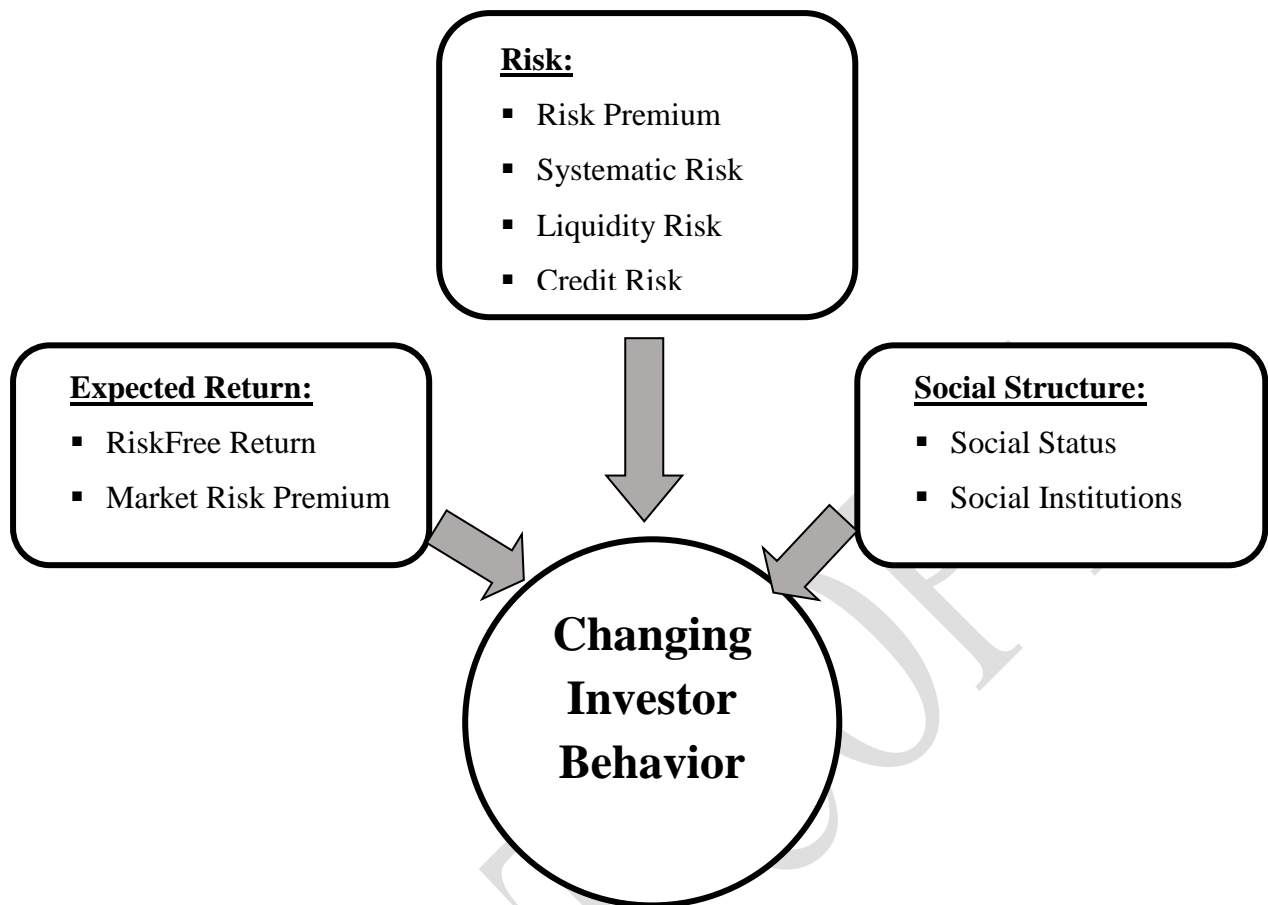 Risk:
▪ Risk Premium
▪ Systematic Risk
▪ Liquidity Risk
▪ Credit Risk
Expected Return:
▪ RiskFree Return
▪ Market Risk Premium
Social Structure:
▪ Social Status
▪ Social Institutions
Changing
Investor
Behavior